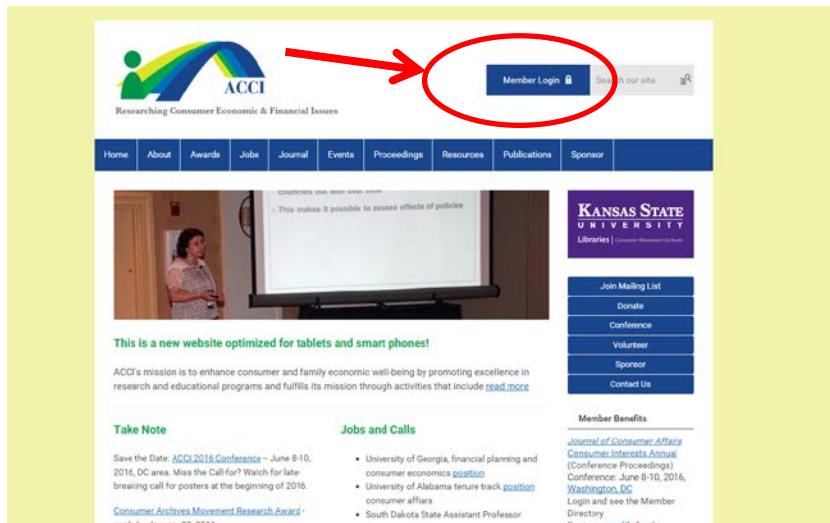 ACCI
Researching Consumer Economic & Financial Issues
Member Login
Search our site
Home About Awards Jobs Journal Events Proceedings Resources Publications Sponsor
- This makes it possible to assess effects of policies
KANSAS STATE
UNIVERSITY
Libraries | Consumer Movement Archives
Join Mailing List
Donate
Conference
Volunteer
Sponsor
Contact Us
This is a new website optimized for tablets and smart phones!
ACCI's mission is to enhance consumer and family economic well-being by promoting excellence in
research and educational programs and fulfills its mission through activities that include read more
Take Note
Save the Date: ACCI 2016 Conference – June 8-10,
2016, DC area. Miss the Call-for? Watch for late-
breaking call for posters at the beginning of 2016.
Consumer Archives Movement Research Award -
Jobs and Calls
• University of Georgia, financial planning and
consumer economics position
• University of Alabama tenure track position
consumer affiars
• South Dakota State Assistant Professor
Member Benefits
Journal of Consumer Affairs
Consumer Interests Annual
(Conference Proceedings)
Conference: June 8-10, 2016,
Washington, DC
Login and see the Member
Directory